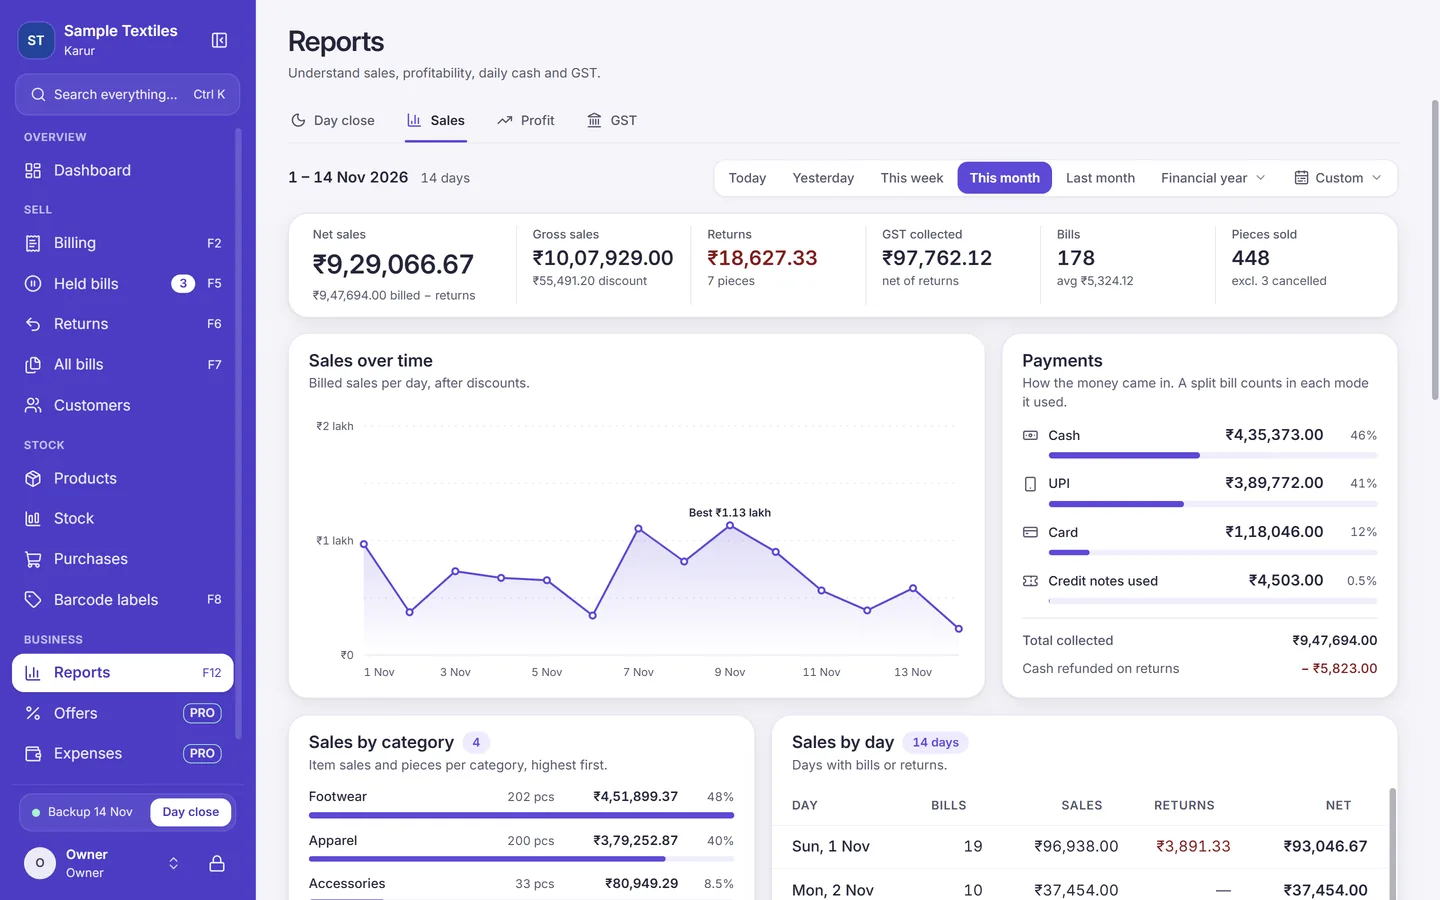 ST
Sample Textiles
Karur
Search everything... Ctrl K
OVERVIEW
Dashboard
SELL
Billing F2
Held bills 3 F5
Returns F6
All bills F7
Customers
STOCK
Products
Stock
Purchases
Barcode labels F8
BUSINESS
Reports F12
Offers PRO
Expenses PRO
Backup 14 Nov Day close
O
Owner
Owner
Reports
Understand sales, profitability, daily cash and GST.
Day close Sales Profit GST
1 – 14 Nov 2026 14 days
Today Yesterday This week This month Last month Financial year Custom
Net sales
₹9,29,066.67
₹9,47,694.00 billed − returns
Gross sales
₹10,07,929.00
₹55,491.20 discount
Returns
₹18,627.33
7 pieces
GST collected
₹97,762.12
net of returns
Bills
178
avg ₹5,324.12
Pieces sold
448
excl. 3 cancelled
Sales over time
Billed sales per day, after discounts.
₹2 lakh
Best ₹1.13 lakh
₹1 lakh
₹0
1 Nov 3 Nov 5 Nov 7 Nov 9 Nov 11 Nov 13 Nov
Payments
How the money came in. A split bill counts in each mode
it used.
Cash ₹4,35,373.00 46%
UPI ₹3,89,772.00 41%
Card ₹1,18,046.00 12%
Credit notes used ₹4,503.00 0.5%
Total collected ₹9,47,694.00
Cash refunded on returns − ₹5,823.00
Sales by category 4
Item sales and pieces per category, highest first.
Footwear 202 pcs ₹4,51,899.37 48%
Apparel 200 pcs ₹3,79,252.87 40%
Accessories 33 pcs ₹80,949.29 8.5%
Sales by day 14 days
Days with bills or returns.
DAY BILLS SALES RETURNS NET
Sun, 1 Nov 19 ₹96,938.00 ₹3,891.33 ₹93,046.67
Mon, 2 Nov 10 ₹37,454.00 — ₹37,454.00